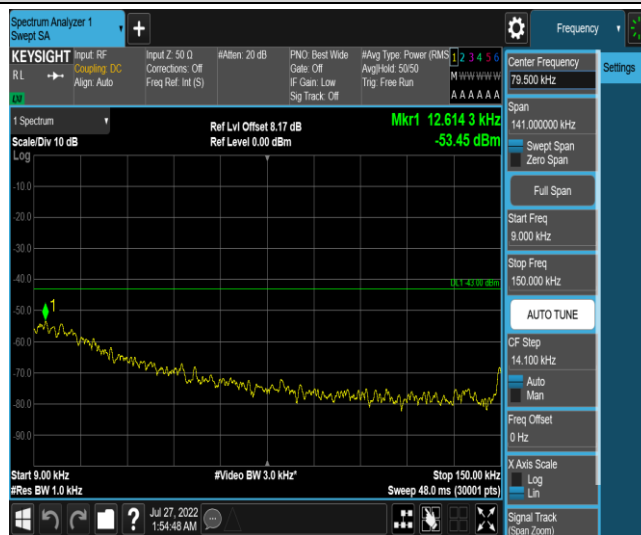 Spectrum Analyzer 1
Swept SA
Frequency
KEYSIGHT
RL
LXI
Input: RF
Coupling: DC
Align: Auto
Input Z: 50 Ω
Corrections: Off
Freq Ref: Int (S)
#Atten: 20 dB
PNO: Best Wide
Gate: Off
IF Gain: Low
Sig Track: Off
#Avg Type: Power (RMS
Avg|Hold: 50/50
Trig: Free Run
1 2 3 4 5 6
M W W W W W
A A A A A A
1 Spectrum
Scale/Div 10 dB
Log
Ref Lvl Offset 8.17 dB
Ref Level 0.00 dBm
Mkr1 12.614 3 kHz
-53.45 dBm
-10.0
-20.0
-30.0
-40.0
-50.0
-60.0
-70.0
-80.0
-90.0
DL1 -43.00 dBm
1
Start 9.00 kHz
#Res BW 1.0 kHz
#Video BW 3.0 kHz*
Stop 150.00 kHz
Sweep 48.0 ms (30001 pts)
Jul 27, 2022
1:54:48 AM
Center Frequency
79.500 kHz
Settings
Span
141.000000 kHz
Swept Span
Zero Span
Full Span
Start Freq
9.000 kHz
Stop Freq
150.000 kHz
AUTO TUNE
CF Step
14.100 kHz
Auto
Man
Freq Offset
0 Hz
X Axis Scale
Log
Lin
Signal Track
(Span Zoom)